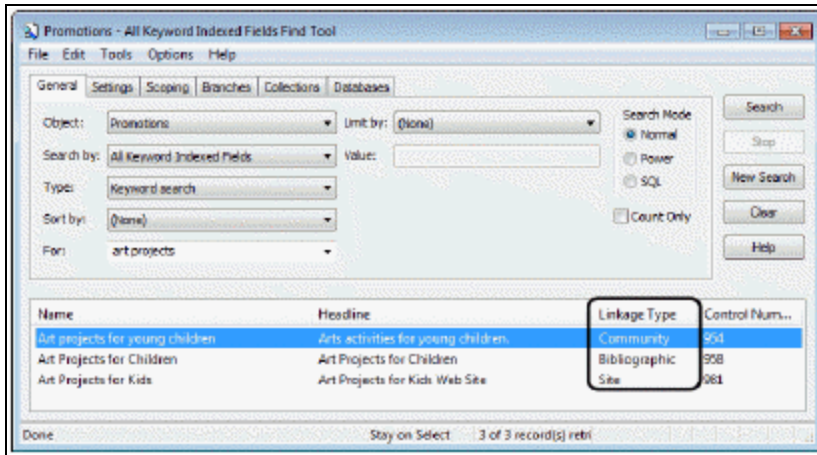 Promotions - All Keyword Indexed Fields Find Tool
File Edit Tools Options Help
General Settings Scoping Branches Collections Databases
Object: Promotions Limit by: (None) Search Mode Search
Normal Stop
Search by: All Keyword Indexed Fields Value: Power
Type: Keyword search SQL New Search
Sort by: (None) Count Only Clear
For: art projects Help
Name Headline Linkage Type Control Num...
Art projects for young children Arts activities for young children. Community 954
Art Projects for Children Art Projects for Children Bibliographic 958
Art Projects for Kids Art Projects for Kids Web Site Site 981
Done Stay on Select 3 of 3 record(s) retri